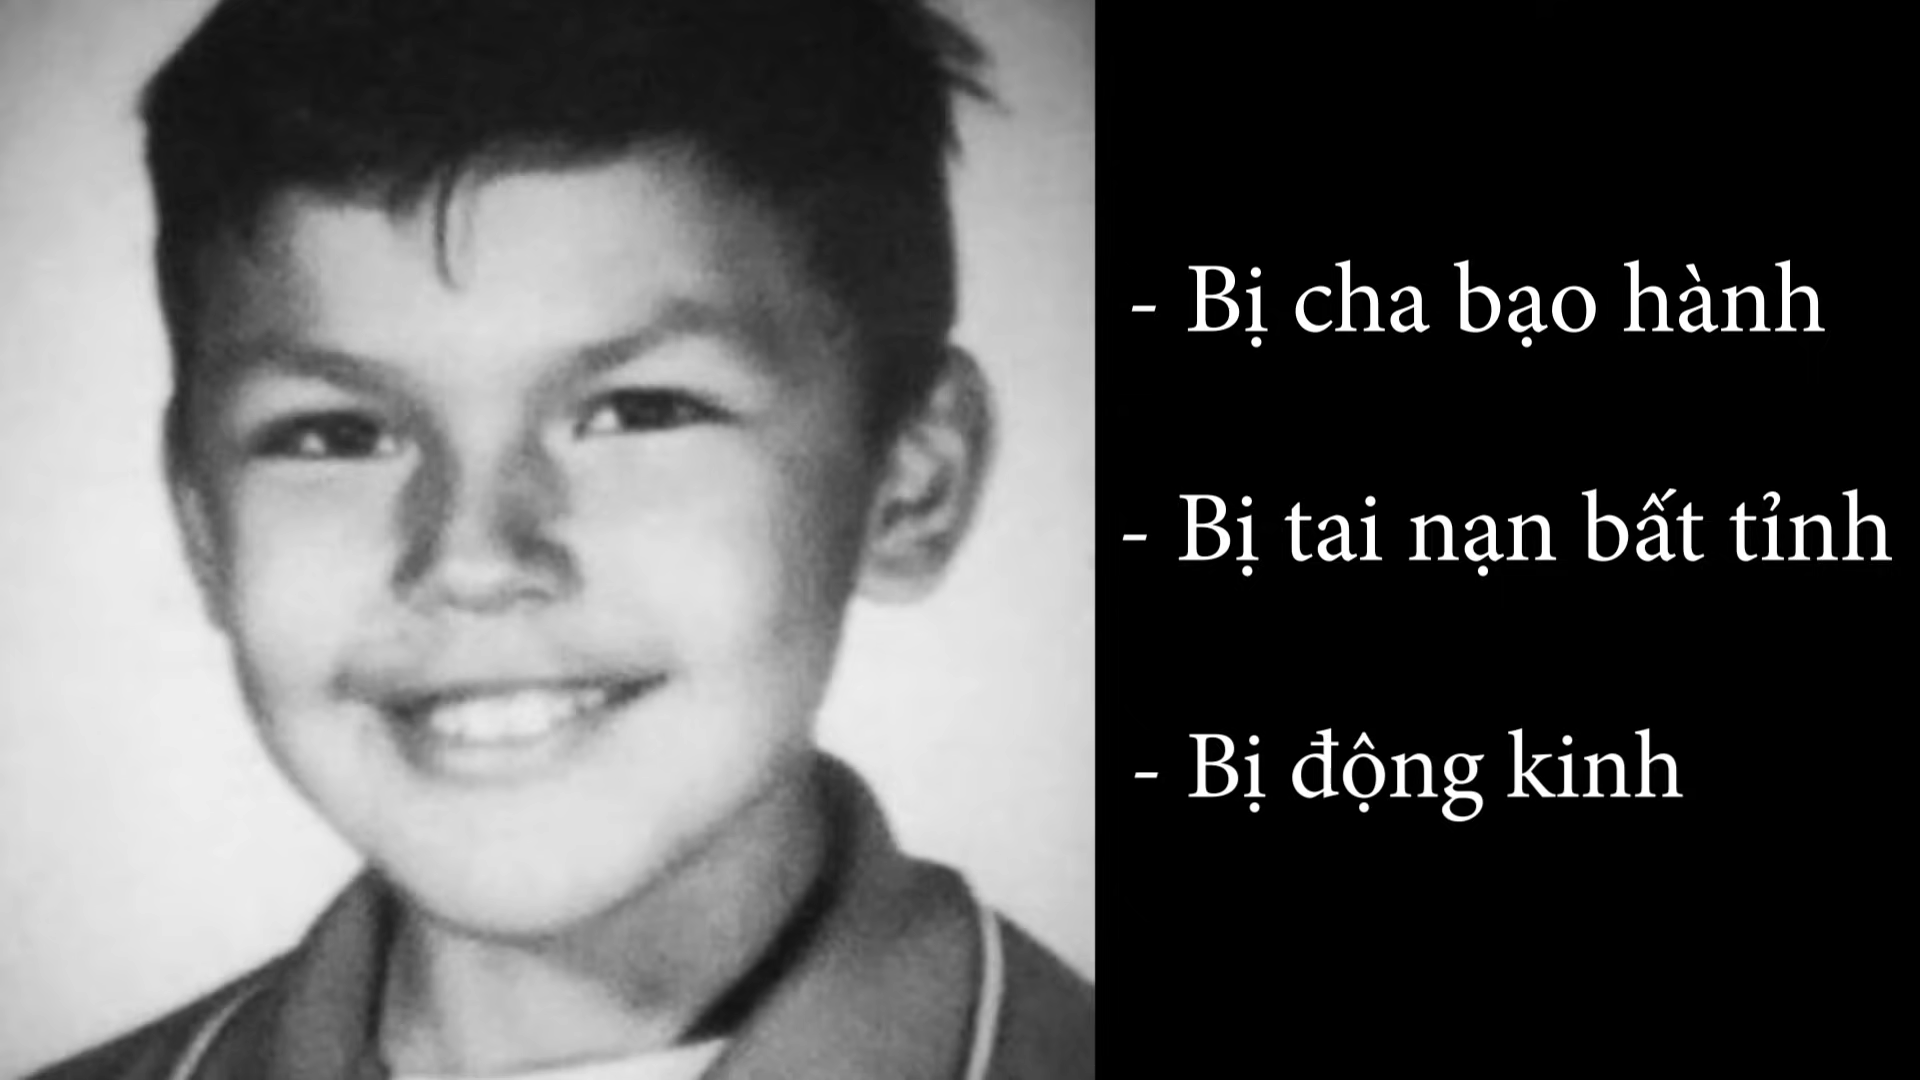 - Bị cha bạo hành
- Bị tai nạn bất tỉnh
- Bị động kinh